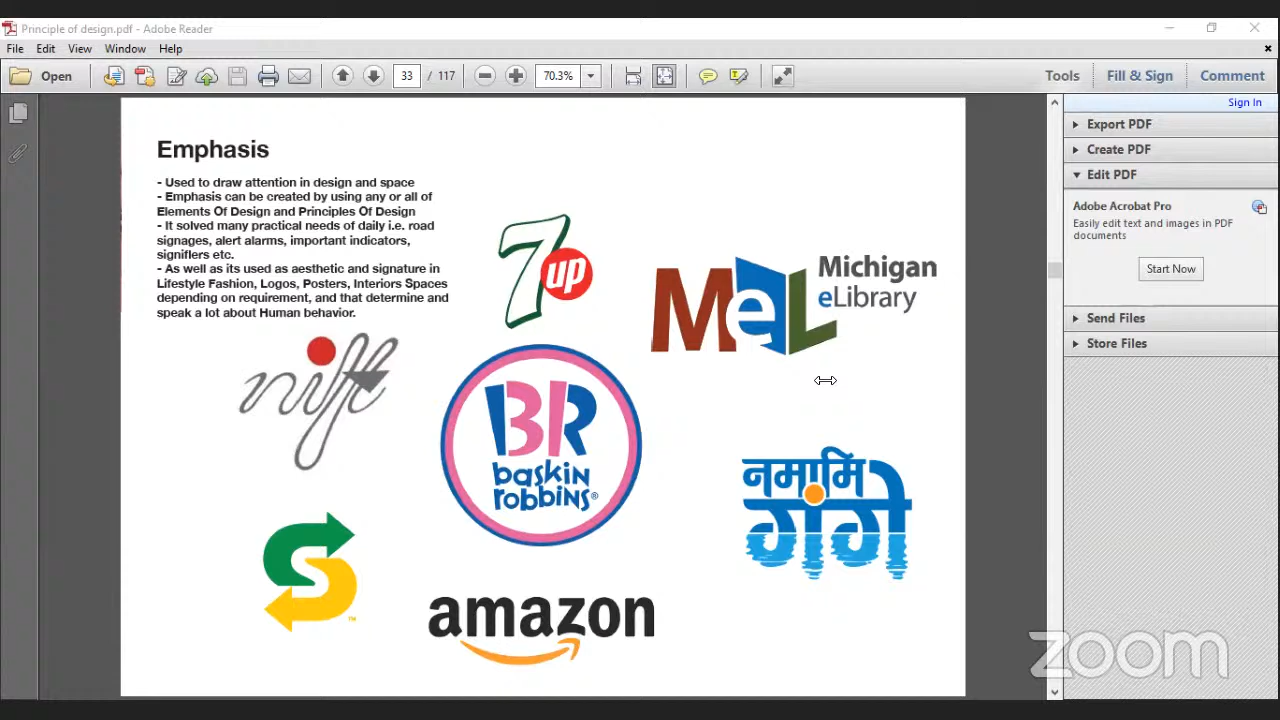 Principle of design.pdf - Adobe Reader
File Edit View Window Help
Open 33 / 117 70.3% Tools Fill & Sign Comment
Sign In
Export PDF
Create PDF
Edit PDF
Adobe Acrobat Pro
Easily edit text and images in PDF
documents
Start Now
Send Files
Store Files
Emphasis
- Used to draw attention in design and space
- Emphasis can be created by using any or all of
Elements Of Design and Principles Of Design
- It solved many practical needs of daily i.e. road
signages, alert alarms, important indicators,
signifiers etc.
- As well as its used as aesthetic and signature in
Lifestyle Fashion, Logos, Posters, Interiors Spaces
depending on requirement, and that determine and
speak a lot about Human behavior.
7up
MeL
Michigan
eLibrary
nift
BR
baskin
robbins®
नमामि
गंगे
S™
amazon
zoom